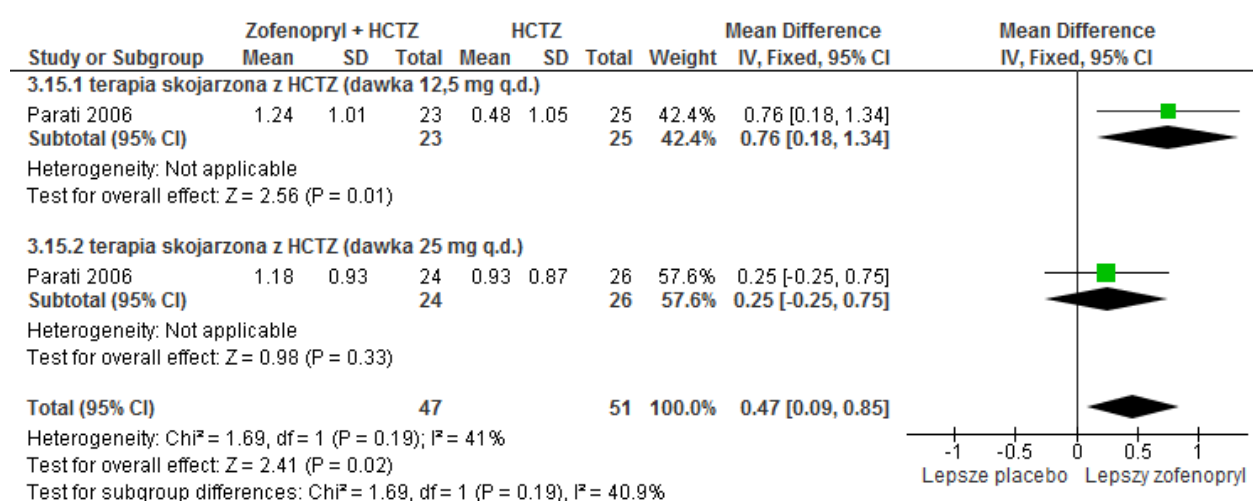 Zofenopryl + HCTZ HCTZ Mean Difference Mean Difference
Study or Subgroup Mean SD Total Mean SD Total Weight IV, Fixed, 95% CI IV, Fixed, 95% CI
3.15.1 terapia skojarzona z HCTZ (dawka 12,5 mg q.d.)
Parati 2006 1.24 1.01 23 0.48 1.05 25 42.4% 0.76 [0.18, 1.34]
Subtotal (95% CI) 23 25 42.4% 0.76 [0.18, 1.34]
Heterogeneity: Not applicable
Test for overall effect: Z = 2.56 (P = 0.01)
3.15.2 terapia skojarzona z HCTZ (dawka 25 mg q.d.)
Parati 2006 1.18 0.93 24 0.93 0.87 26 57.6% 0.25 [-0.25, 0.75]
Subtotal (95% CI) 24 26 57.6% 0.25 [-0.25, 0.75]
Heterogeneity: Not applicable
Test for overall effect: Z = 0.98 (P = 0.33)
Total (95% CI) 47 51 100.0% 0.47 [0.09, 0.85]
Heterogeneity: Chi² = 1.69, df = 1 (P = 0.19); I² = 41%
Test for overall effect: Z = 2.41 (P = 0.02)
Test for subgroup differences: Chi² = 1.69, df = 1 (P = 0.19), I² = 40.9%
-1 -0.5 0 0.5 1
Lepsze placebo Lepszy zofenopryl